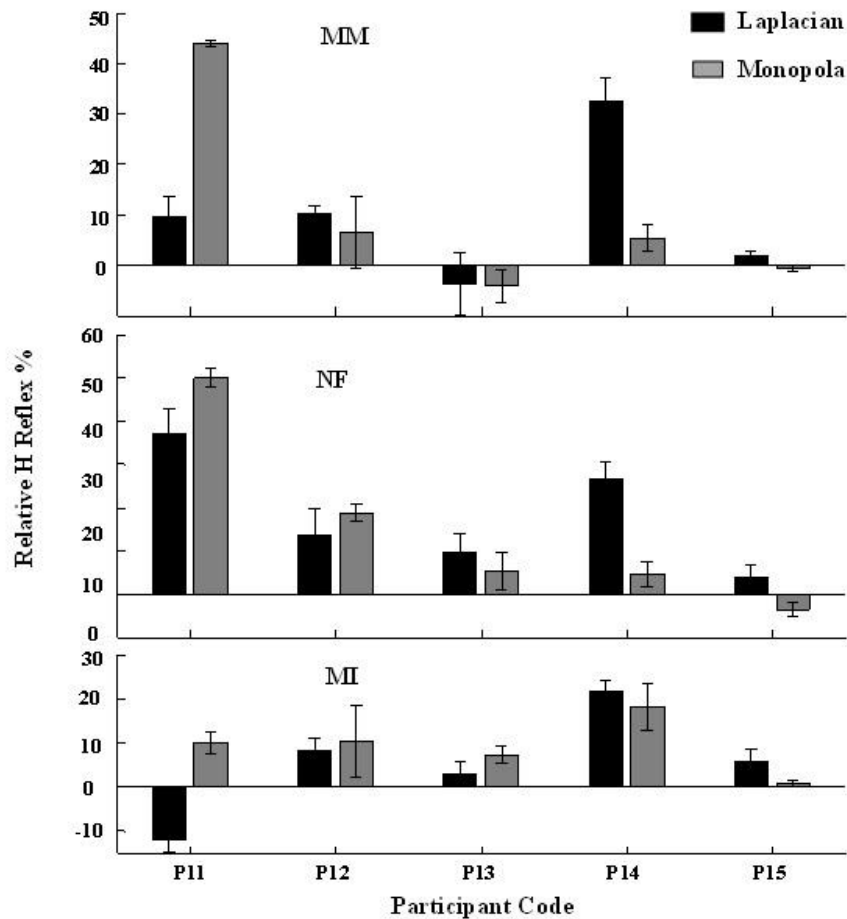 Laplacian
Monopola
MM
50
40
30
20
10
0
NF
60
50
40
30
20
10
0
MI
30
20
10
0
-10
Relative H Reflex %
P11 P12 P13 P14 P15
Participant Code